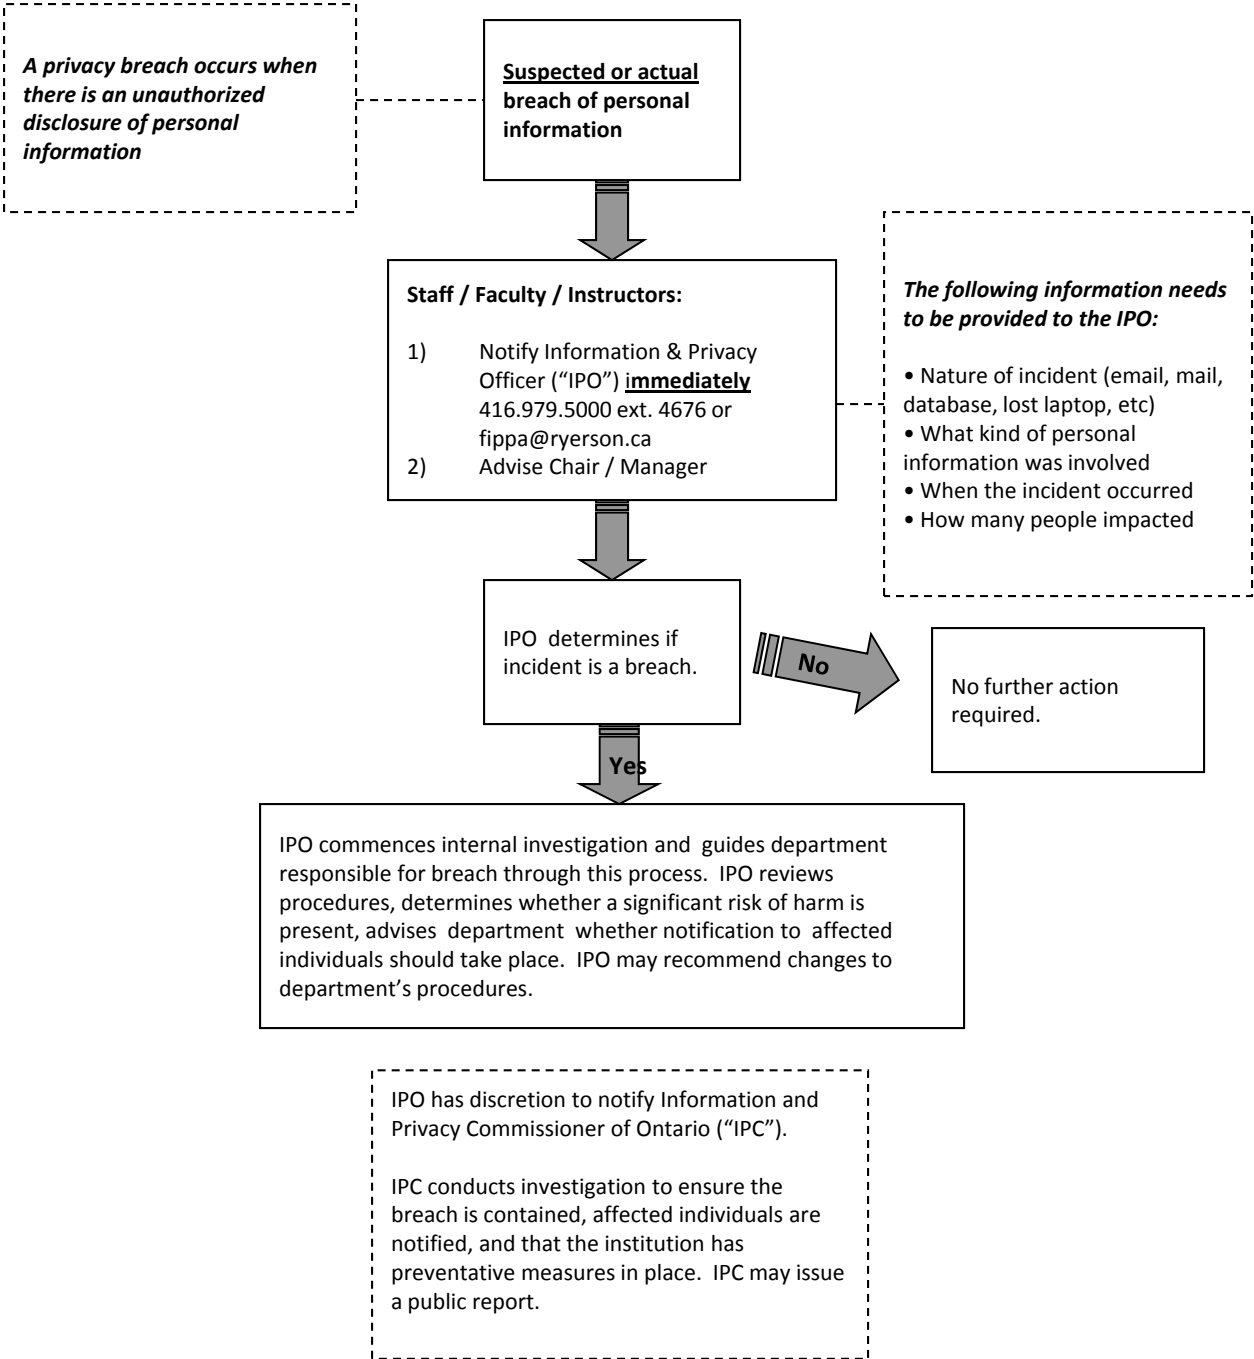 A privacy breach occurs when
there is an unauthorized
disclosure of personal
information
Suspected or actual
breach of personal
information
Staff / Faculty / Instructors:
1) Notify Information & Privacy
Officer (“IPO”) immediately
416.979.5000 ext. 4676 or
fippa@ryerson.ca
2) Advise Chair / Manager
The following information needs
to be provided to the IPO:
• Nature of incident (email, mail,
database, lost laptop, etc)
• What kind of personal
information was involved
• When the incident occurred
• How many people impacted
IPO determines if
incident is a breach.
No
No further action
required.
Yes
IPO commences internal investigation and guides department
responsible for breach through this process. IPO reviews
procedures, determines whether a significant risk of harm is
present, advises department whether notification to affected
individuals should take place. IPO may recommend changes to
department’s procedures.
IPO has discretion to notify Information and
Privacy Commissioner of Ontario (“IPC”).
IPC conducts investigation to ensure the
breach is contained, affected individuals are
notified, and that the institution has
preventative measures in place. IPC may issue
a public report.